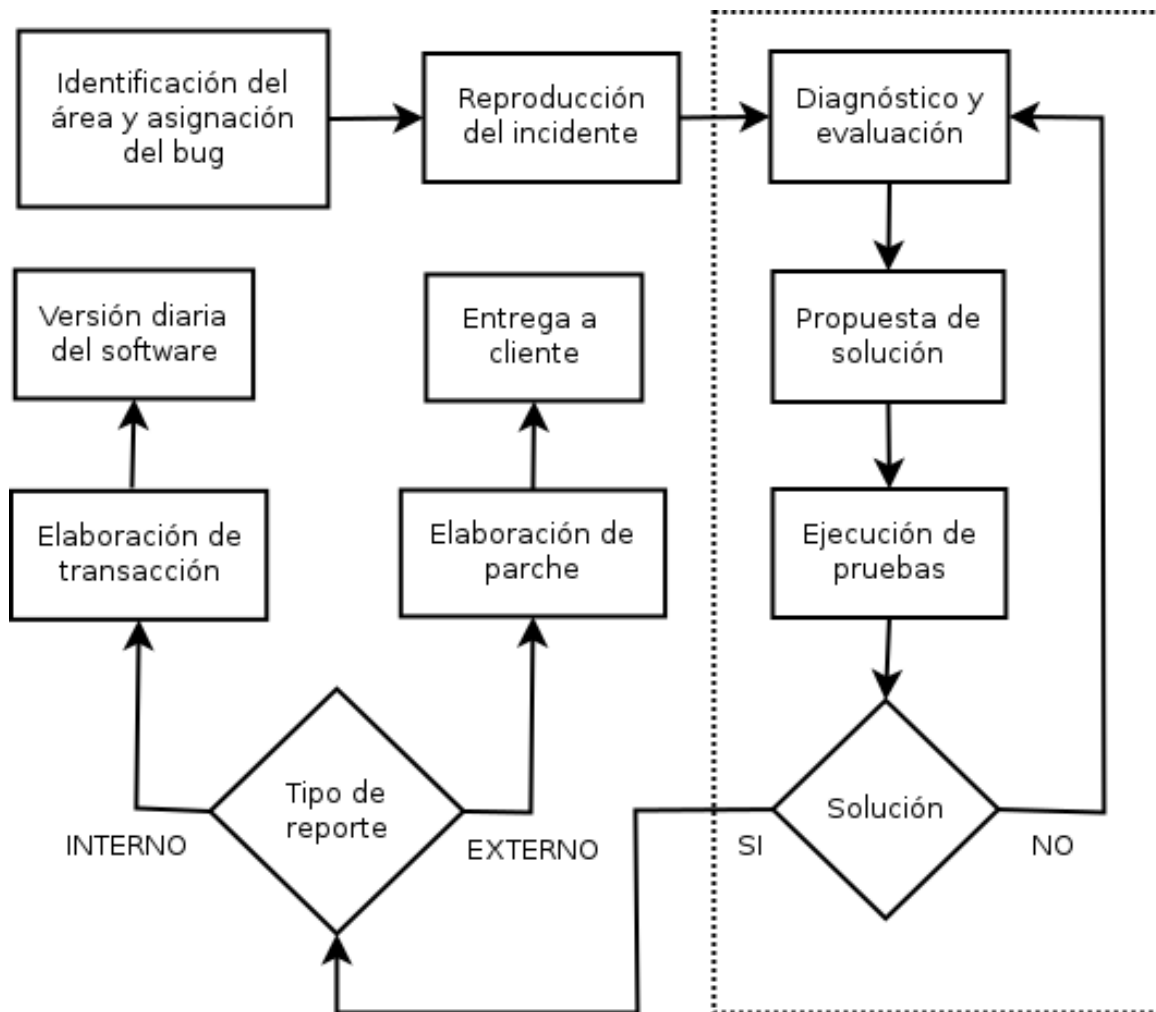 Identificación del
área y asignación
del bug
Reproducción
del incidente
Diagnóstico y
evaluación
Versión diaria
del software
Entrega a
cliente
Propuesta de
solución
Elaboración de
transacción
Elaboración de
parche
Ejecución de
pruebas
Tipo de
reporte
Solución
INTERNO
EXTERNO
SI
NO